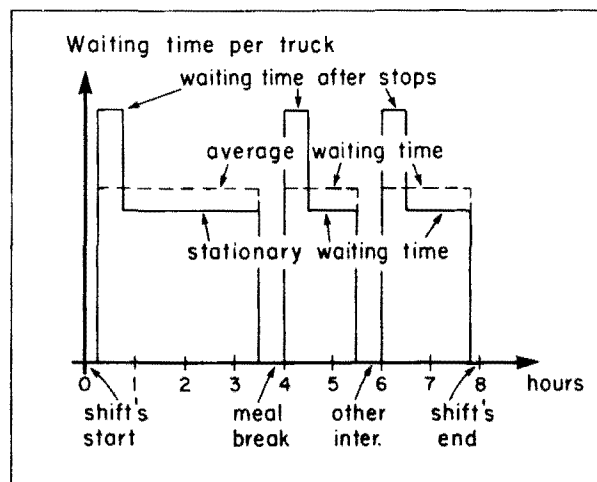 Waiting time per truck
waiting time after stops
average waiting time
stationary waiting time
0 1 2 3 4 5 6 7 8 hours
shift's start
meal break
other inter.
shift's end